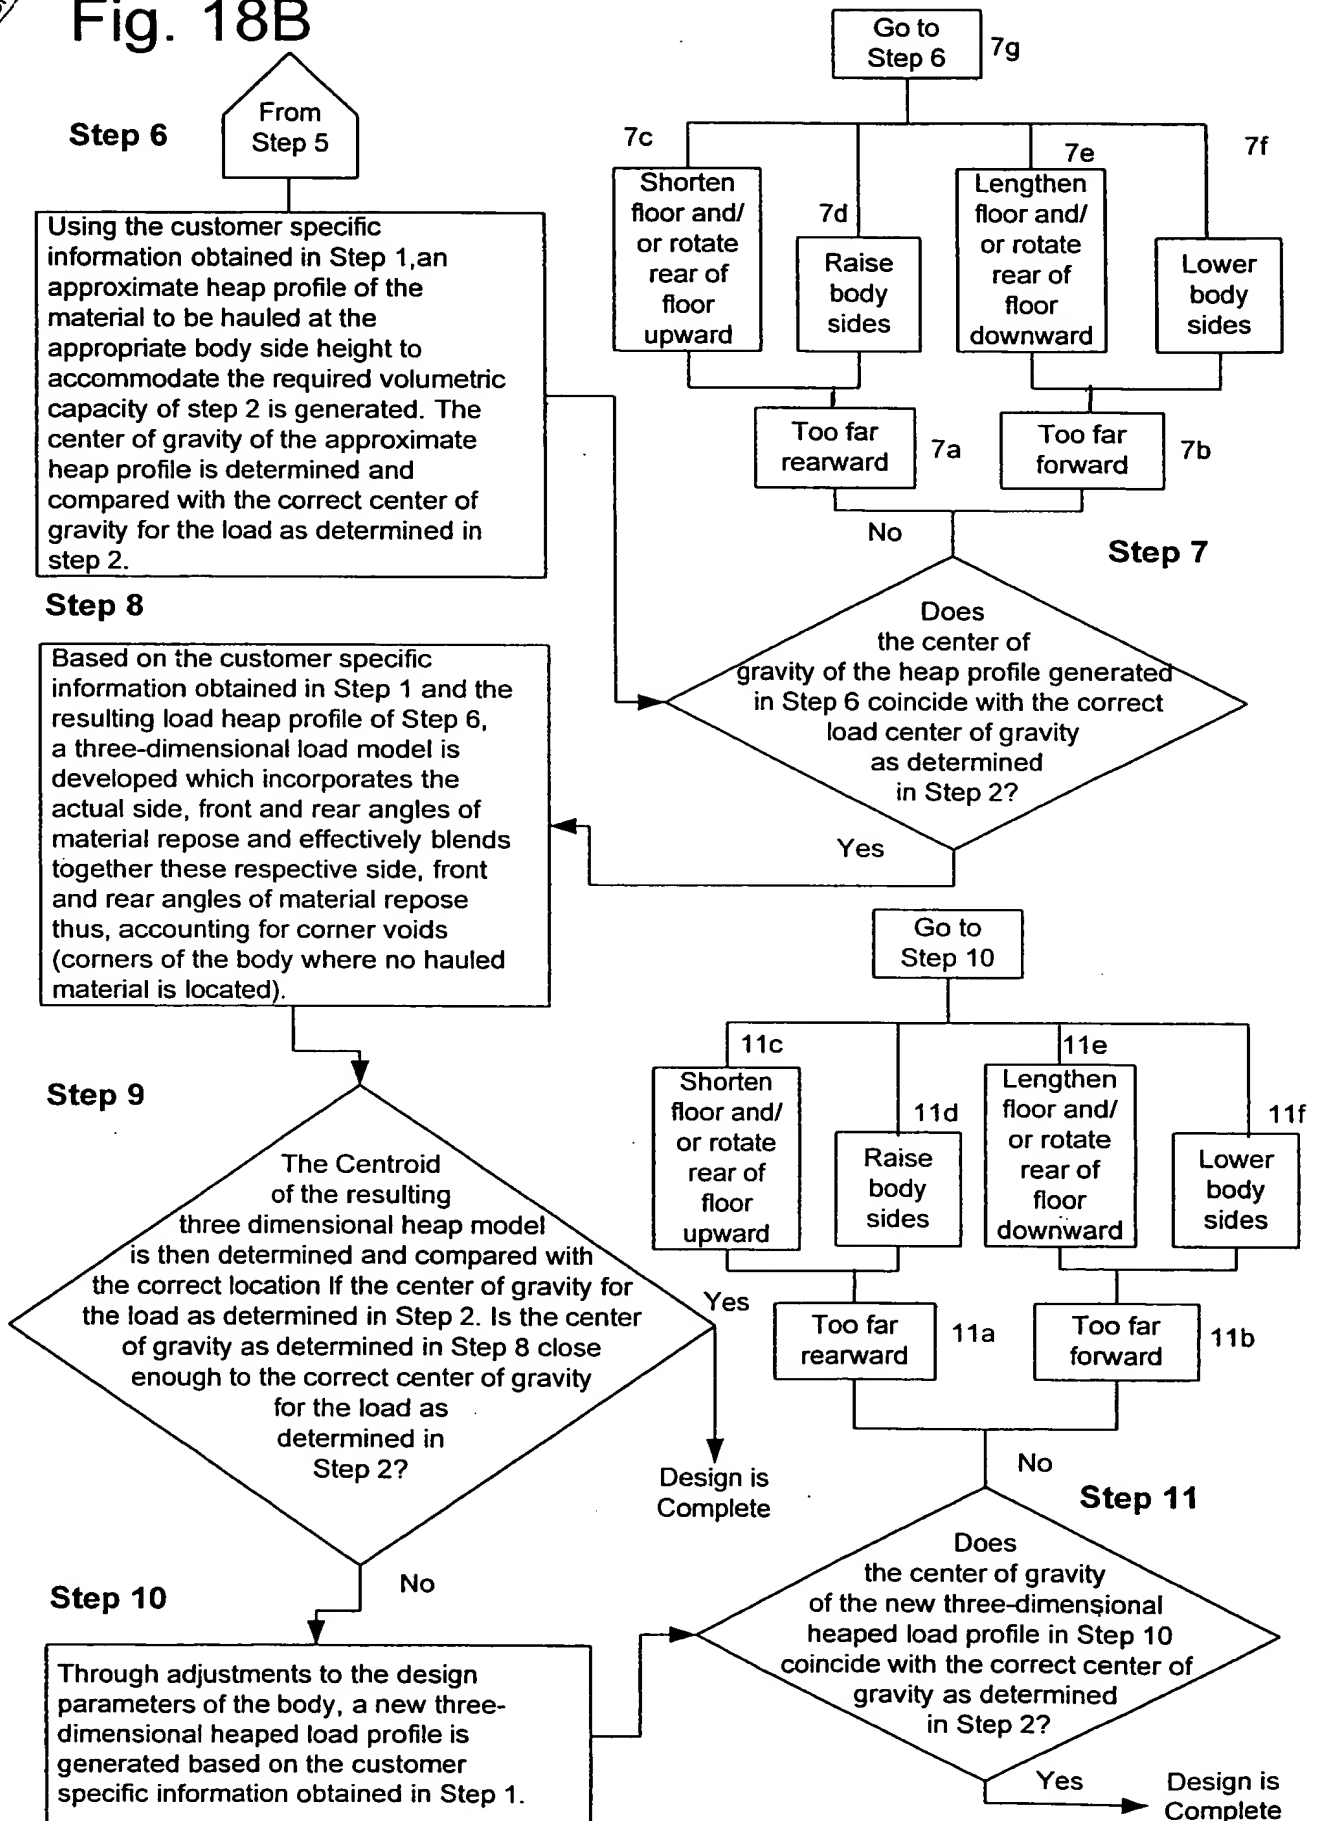 Fig. 18B
Step 6
From
Step 5
Using the customer specific
information obtained in Step 1,an
approximate heap profile of the
material to be hauled at the
appropriate body side height to
accommodate the required volumetric
capacity of step 2 is generated. The
center of gravity of the approximate
heap profile is determined and
compared with the correct center of
gravity for the load as determined in
step 2.
Go to
Step 6
7g
7c
Shorten
floor and/
or rotate
rear of
floor
upward
7d
Raise
body
sides
7e
Lengthen
floor and/
or rotate
rear of
floor
downward
7f
Lower
body
sides
Too far
rearward
7a
Too far
forward
7b
No
Step 7
Does
the center of
gravity of the heap profile generated
in Step 6 coincide with the correct
load center of gravity
as determined
in Step 2?
Yes
Step 8
Based on the customer specific
information obtained in Step 1 and the
resulting load heap profile of Step 6,
a three-dimensional load model is
developed which incorporates the
actual side, front and rear angles of
material repose and effectively blends
together these respective side, front
and rear angles of material repose
thus, accounting for corner voids
(corners of the body where no hauled
material is located).
Step 9
The Centroid
of the resulting
three dimensional heap model
is then determined and compared with
the correct location If the center of gravity for
the load as determined in Step 2. Is the center
of gravity as determined in Step 8 close
enough to the correct center of gravity
for the load as
determined in
Step 2?
Yes
Design is
Complete
No
Step 10
Through adjustments to the design
parameters of the body, a new three-
dimensional heaped load profile is
generated based on the customer
specific information obtained in Step 1.
Go to
Step 10
11c
Shorten
floor and/
or rotate
rear of
floor
upward
11d
Raise
body
sides
11e
Lengthen
floor and/
or rotate
rear of
floor
downward
11f
Lower
body
sides
Too far
rearward
11a
Too far
forward
11b
No
Step 11
Does
the center of gravity
of the new three-dimensional
heaped load profile in Step 10
coincide with the correct center of
gravity as determined
in Step 2?
Yes
Design is
Complete